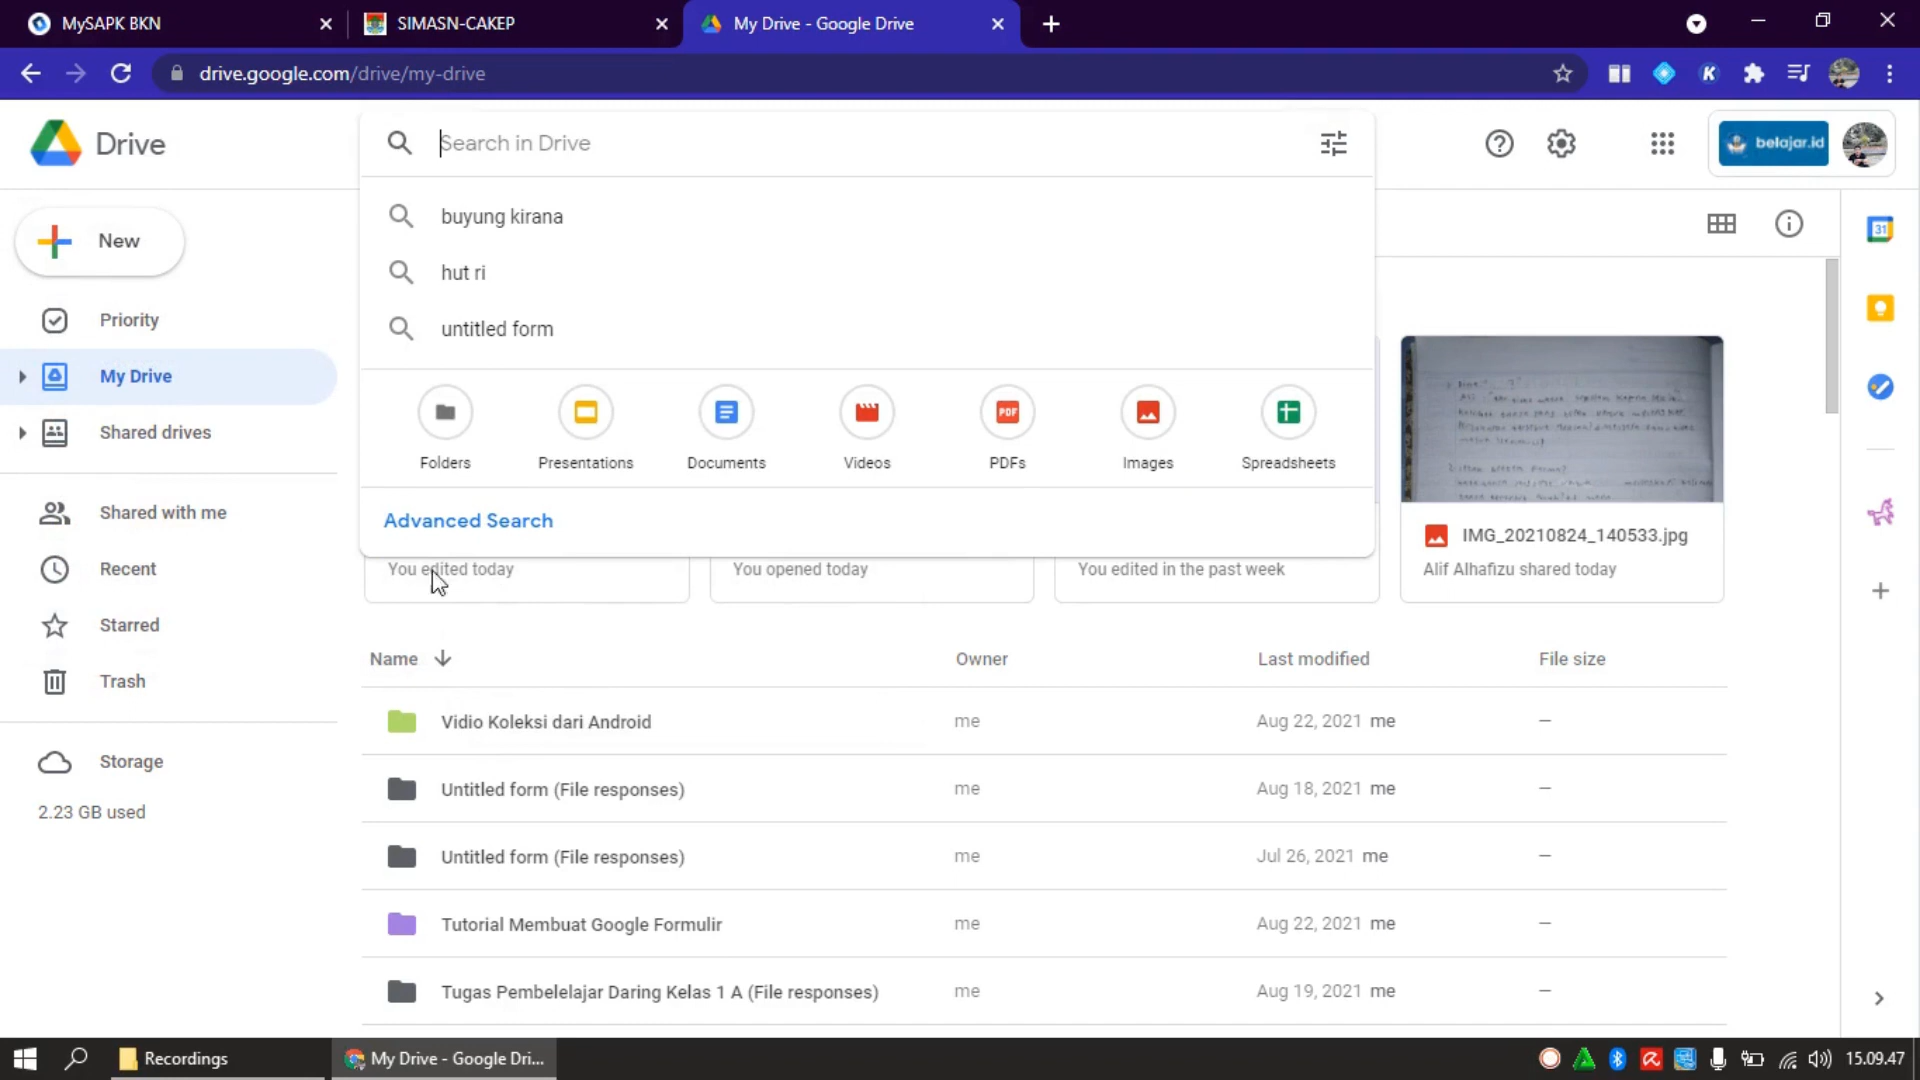 MySAPK BKN
SIMASN-CAKEP
My Drive - Google Drive
drive.google.com/drive/my-drive
Drive
Search in Drive
belajar.id
New
buyung kirana
hut ri
untitled form
Priority
My Drive
Shared drives
Folders
Presentations
Documents
Videos
PDF
PDFs
Images
Spreadsheets
31
Advanced Search
Shared with me
Recent
Starred
Trash
Storage
2.23 GB used
You edited today
You opened today
You edited in the past week
IMG_20210824_140533.jpg
Alif Alhafizu shared today
Name
Owner
Last modified
File size
Vidio Koleksi dari Android
me
Aug 22, 2021 me
–
Untitled form (File responses)
me
Aug 18, 2021 me
–
Untitled form (File responses)
me
Jul 26, 2021 me
–
Tutorial Membuat Google Formulir
me
Aug 22, 2021 me
–
Tugas Pembelelajar Daring Kelas 1 A (File responses)
me
Aug 19, 2021 me
–
Recordings
My Drive - Google Dri...
15.09.47